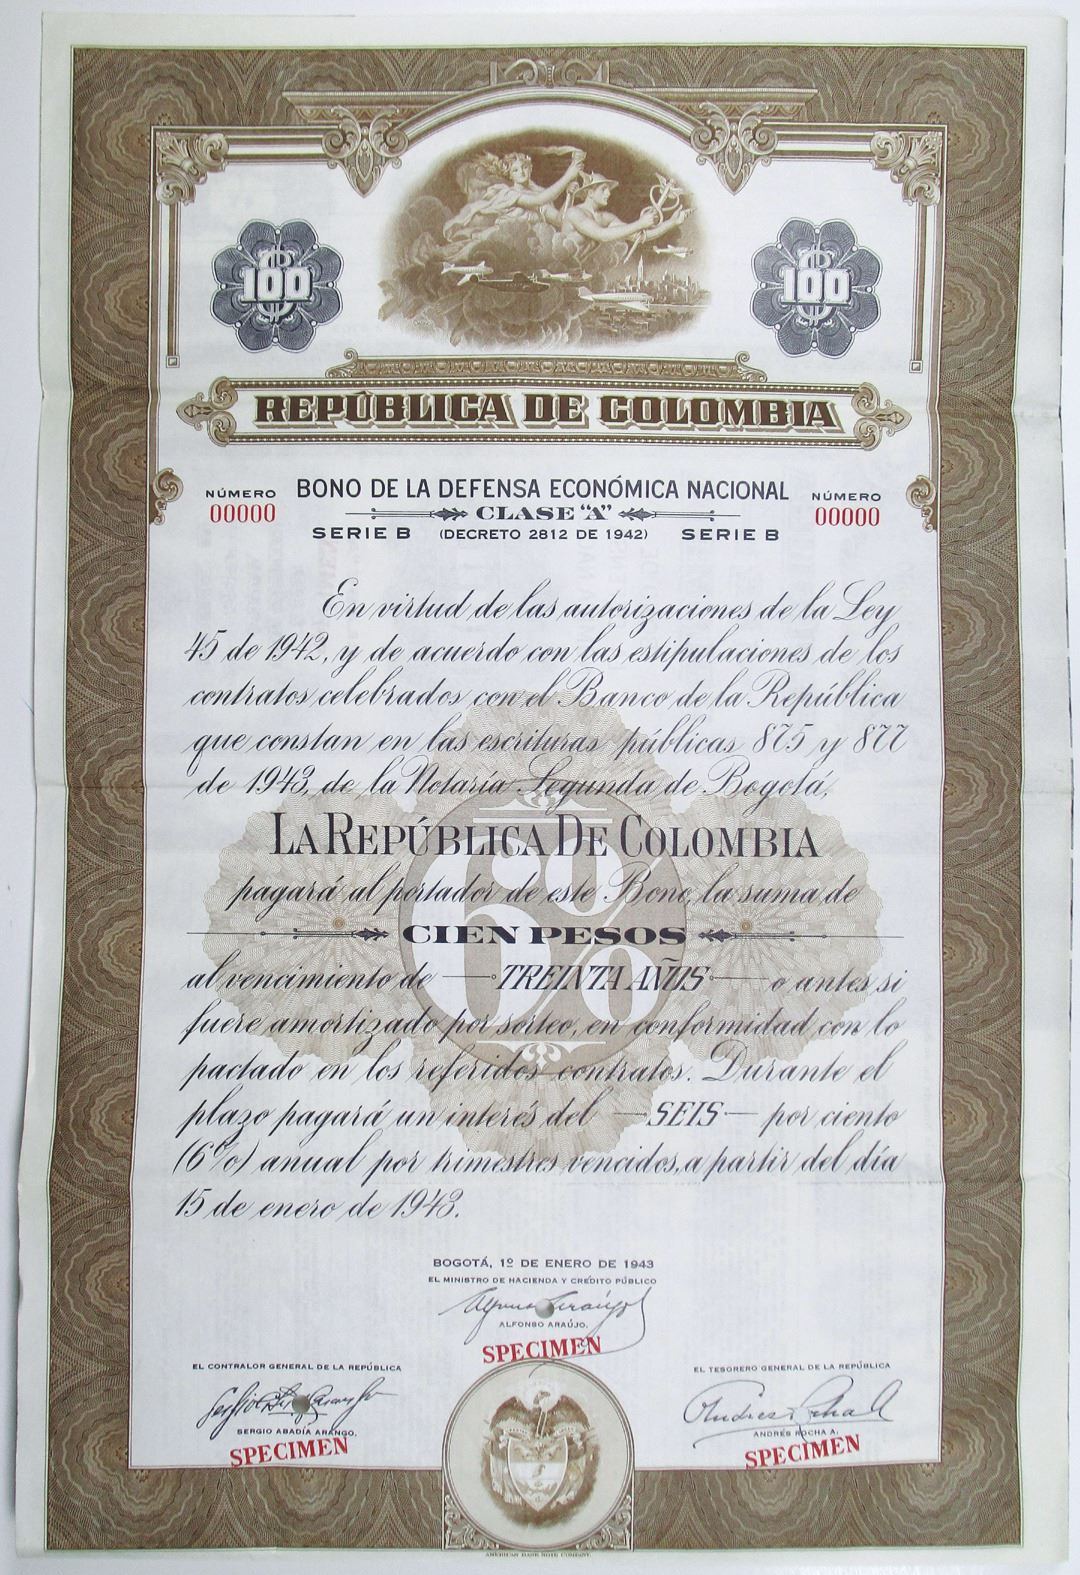 $ 100
$ 100
REPÚBLICA DE COLOMBIA
NÚMERO
00000
BONO DE LA DEFENSA ECONÓMICA NACIONAL
NÚMERO
00000
CLASE "A"
SERIE B (DECRETO 2812 DE 1942) SERIE B
6%
En virtud de las autorizaciones de la Ley
45 de 1942, y de acuerdo con las estipulaciones de los
contratos celebrados con el Banco de la República
que constan en las escrituras públicas 875 y 877
de 1943, de la Notaría Segunda de Bogotá,
LA REPÚBLICA DE COLOMBIA
pagará al portador de este Bono, la suma de
CIEN PESOS
al vencimiento de — TREINTA AÑOS — o antes si
fuere amortizado por sorteo, en conformidad con lo
pactado en los referidos contratos. Durante el
plazo pagará un interés del — SEIS — por ciento
(6%) anual por trimestres vencidos, a partir del día
15 de enero de 1943.
BOGOTÁ, 1º DE ENERO DE 1943
EL MINISTRO DE HACIENDA Y CRÉDITO PÚBLICO
ALFONSO ARAÚJO.
SPECIMEN
EL CONTRALOR GENERAL DE LA REPÚBLICA
SERGIO ABADÍA ARANGO.
SPECIMEN
EL TESORERO GENERAL DE LA REPÚBLICA
ANDRÉS ROCHA A.
SPECIMEN
AMERICAN BANK NOTE COMPANY.